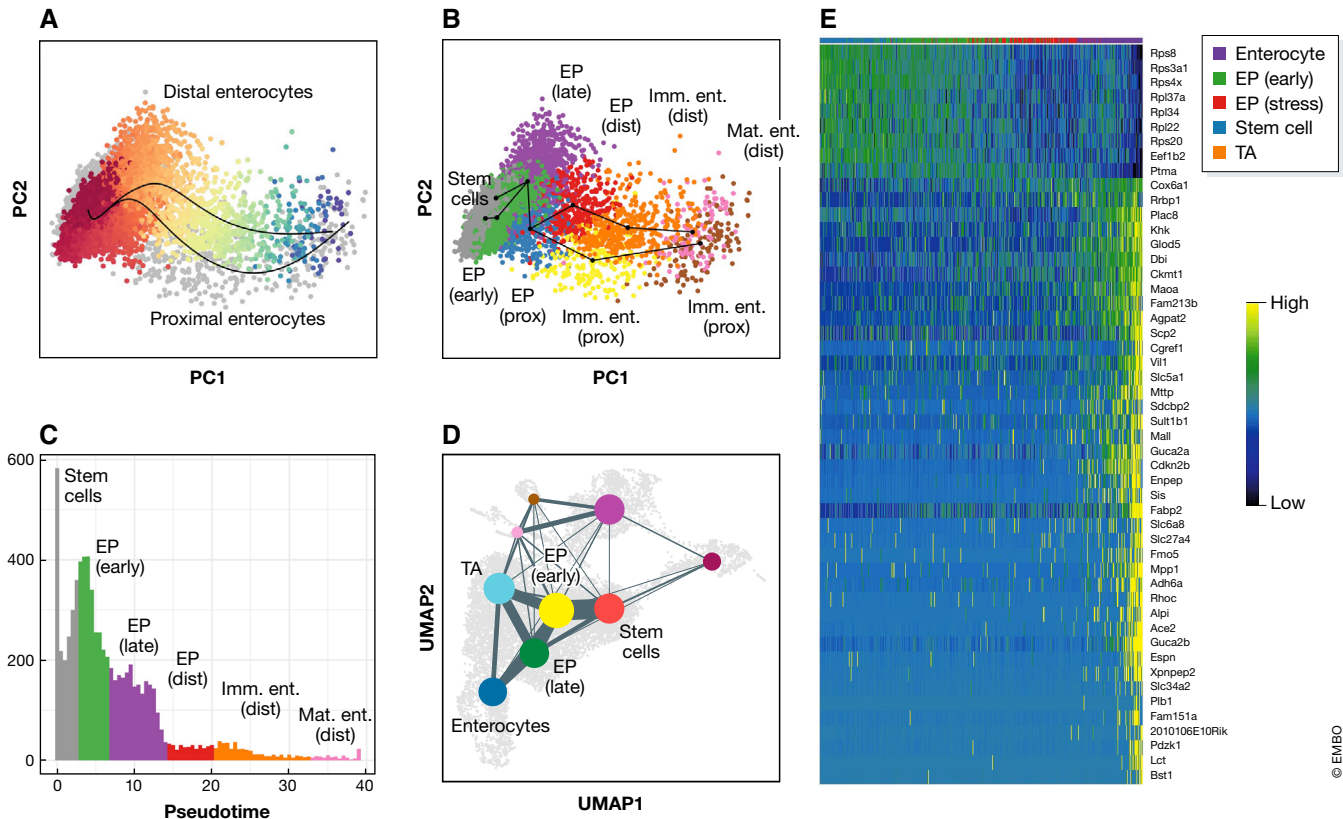 A
Distal enterocytes
Proximal enterocytes
PC2
PC1
B
EP
(late)
EP
(dist)
Imm. ent.
(dist)
Mat. ent.
(dist)
Stem
cells
EP
(early)
EP
(prox)
Imm. ent.
(prox)
Imm. ent.
(prox)
PC2
PC1
C
600
400
200
0
Stem
cells
EP
(early)
EP
(late)
EP
(dist)
Imm. ent.
(dist)
Mat. ent.
(dist)
0 10 20 30 40
Pseudotime
D
TA
EP
(early)
Stem
cells
EP
(late)
Enterocytes
UMAP2
UMAP1
E
Rps8
Rps3a1
Rps4x
Rpl37a
Rpl34
Rpl22
Rps20
Eef1b2
Ptma
Cox6a1
Rrbp1
Plac8
Khk
Glod5
Dbi
Ckmt1
Maoa
Fam213b
Agpat2
Scp2
Cgref1
Vil1
Slc5a1
Mttp
Sdcbp2
Sult1b1
Mall
Guca2a
Cdkn2b
Enpep
Sis
Fabp2
Slc6a8
Slc27a4
Fmo5
Mpp1
Adh6a
Rhoc
Alpi
Ace2
Guca2b
Espn
Xpnpep2
Slc34a2
Plb1
Fam151a
2010106E10Rik
Pdzk1
Lct
Bst1
Enterocyte
EP (early)
EP (stress)
Stem cell
TA
High
Low
© EMBO